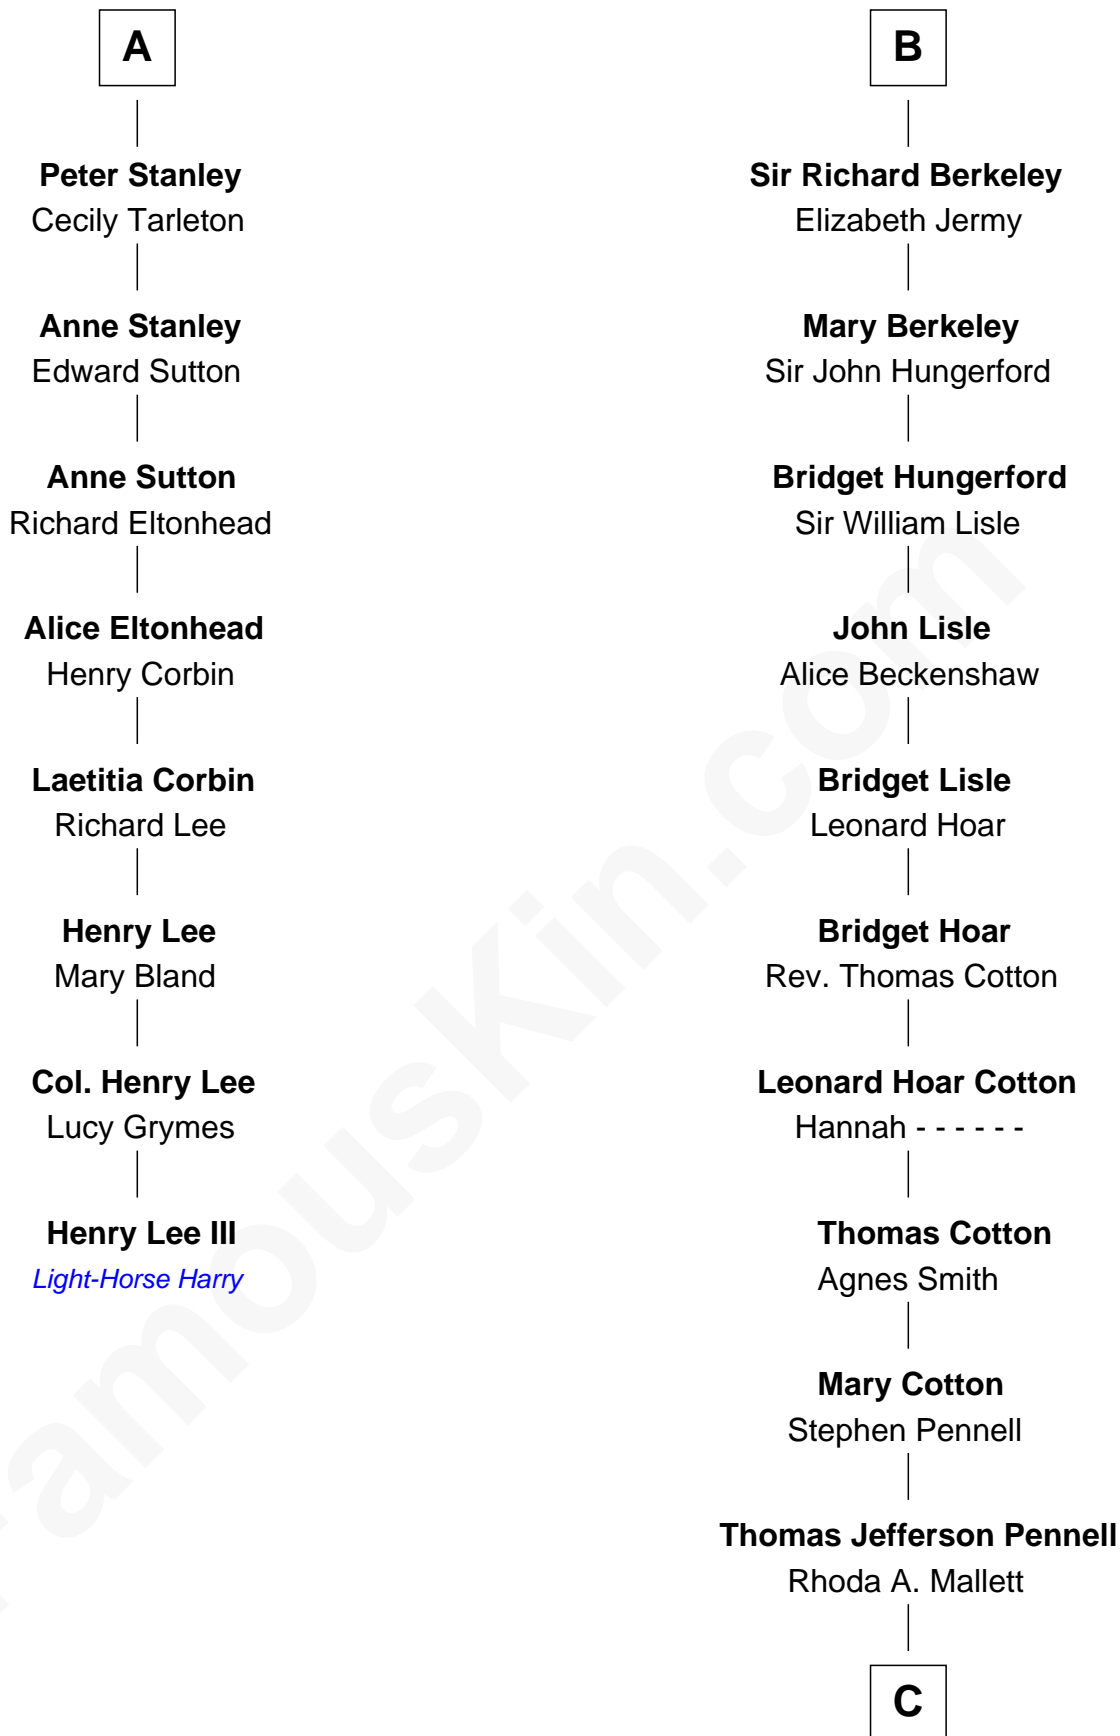 A
Peter Stanley
Cecily Tarleton
Anne Stanley
Edward Sutton
Anne Sutton
Richard Eltonhead
Alice Eltonhead
Henry Corbin
Laetitia Corbin
Richard Lee
Henry Lee
Mary Bland
Col. Henry Lee
Lucy Grymes
Henry Lee III
Light-Horse Harry
B
Sir Richard Berkeley
Elizabeth Jermy
Mary Berkeley
Sir John Hungerford
Bridget Hungerford
Sir William Lisle
John Lisle
Alice Beckenshaw
Bridget Lisle
Leonard Hoar
Bridget Hoar
Rev. Thomas Cotton
Leonard Hoar Cotton
Hannah - - - - - -
Thomas Cotton
Agnes Smith
Mary Cotton
Stephen Pennell
Thomas Jefferson Pennell
Rhoda A. Mallett
C
FamousKin.com